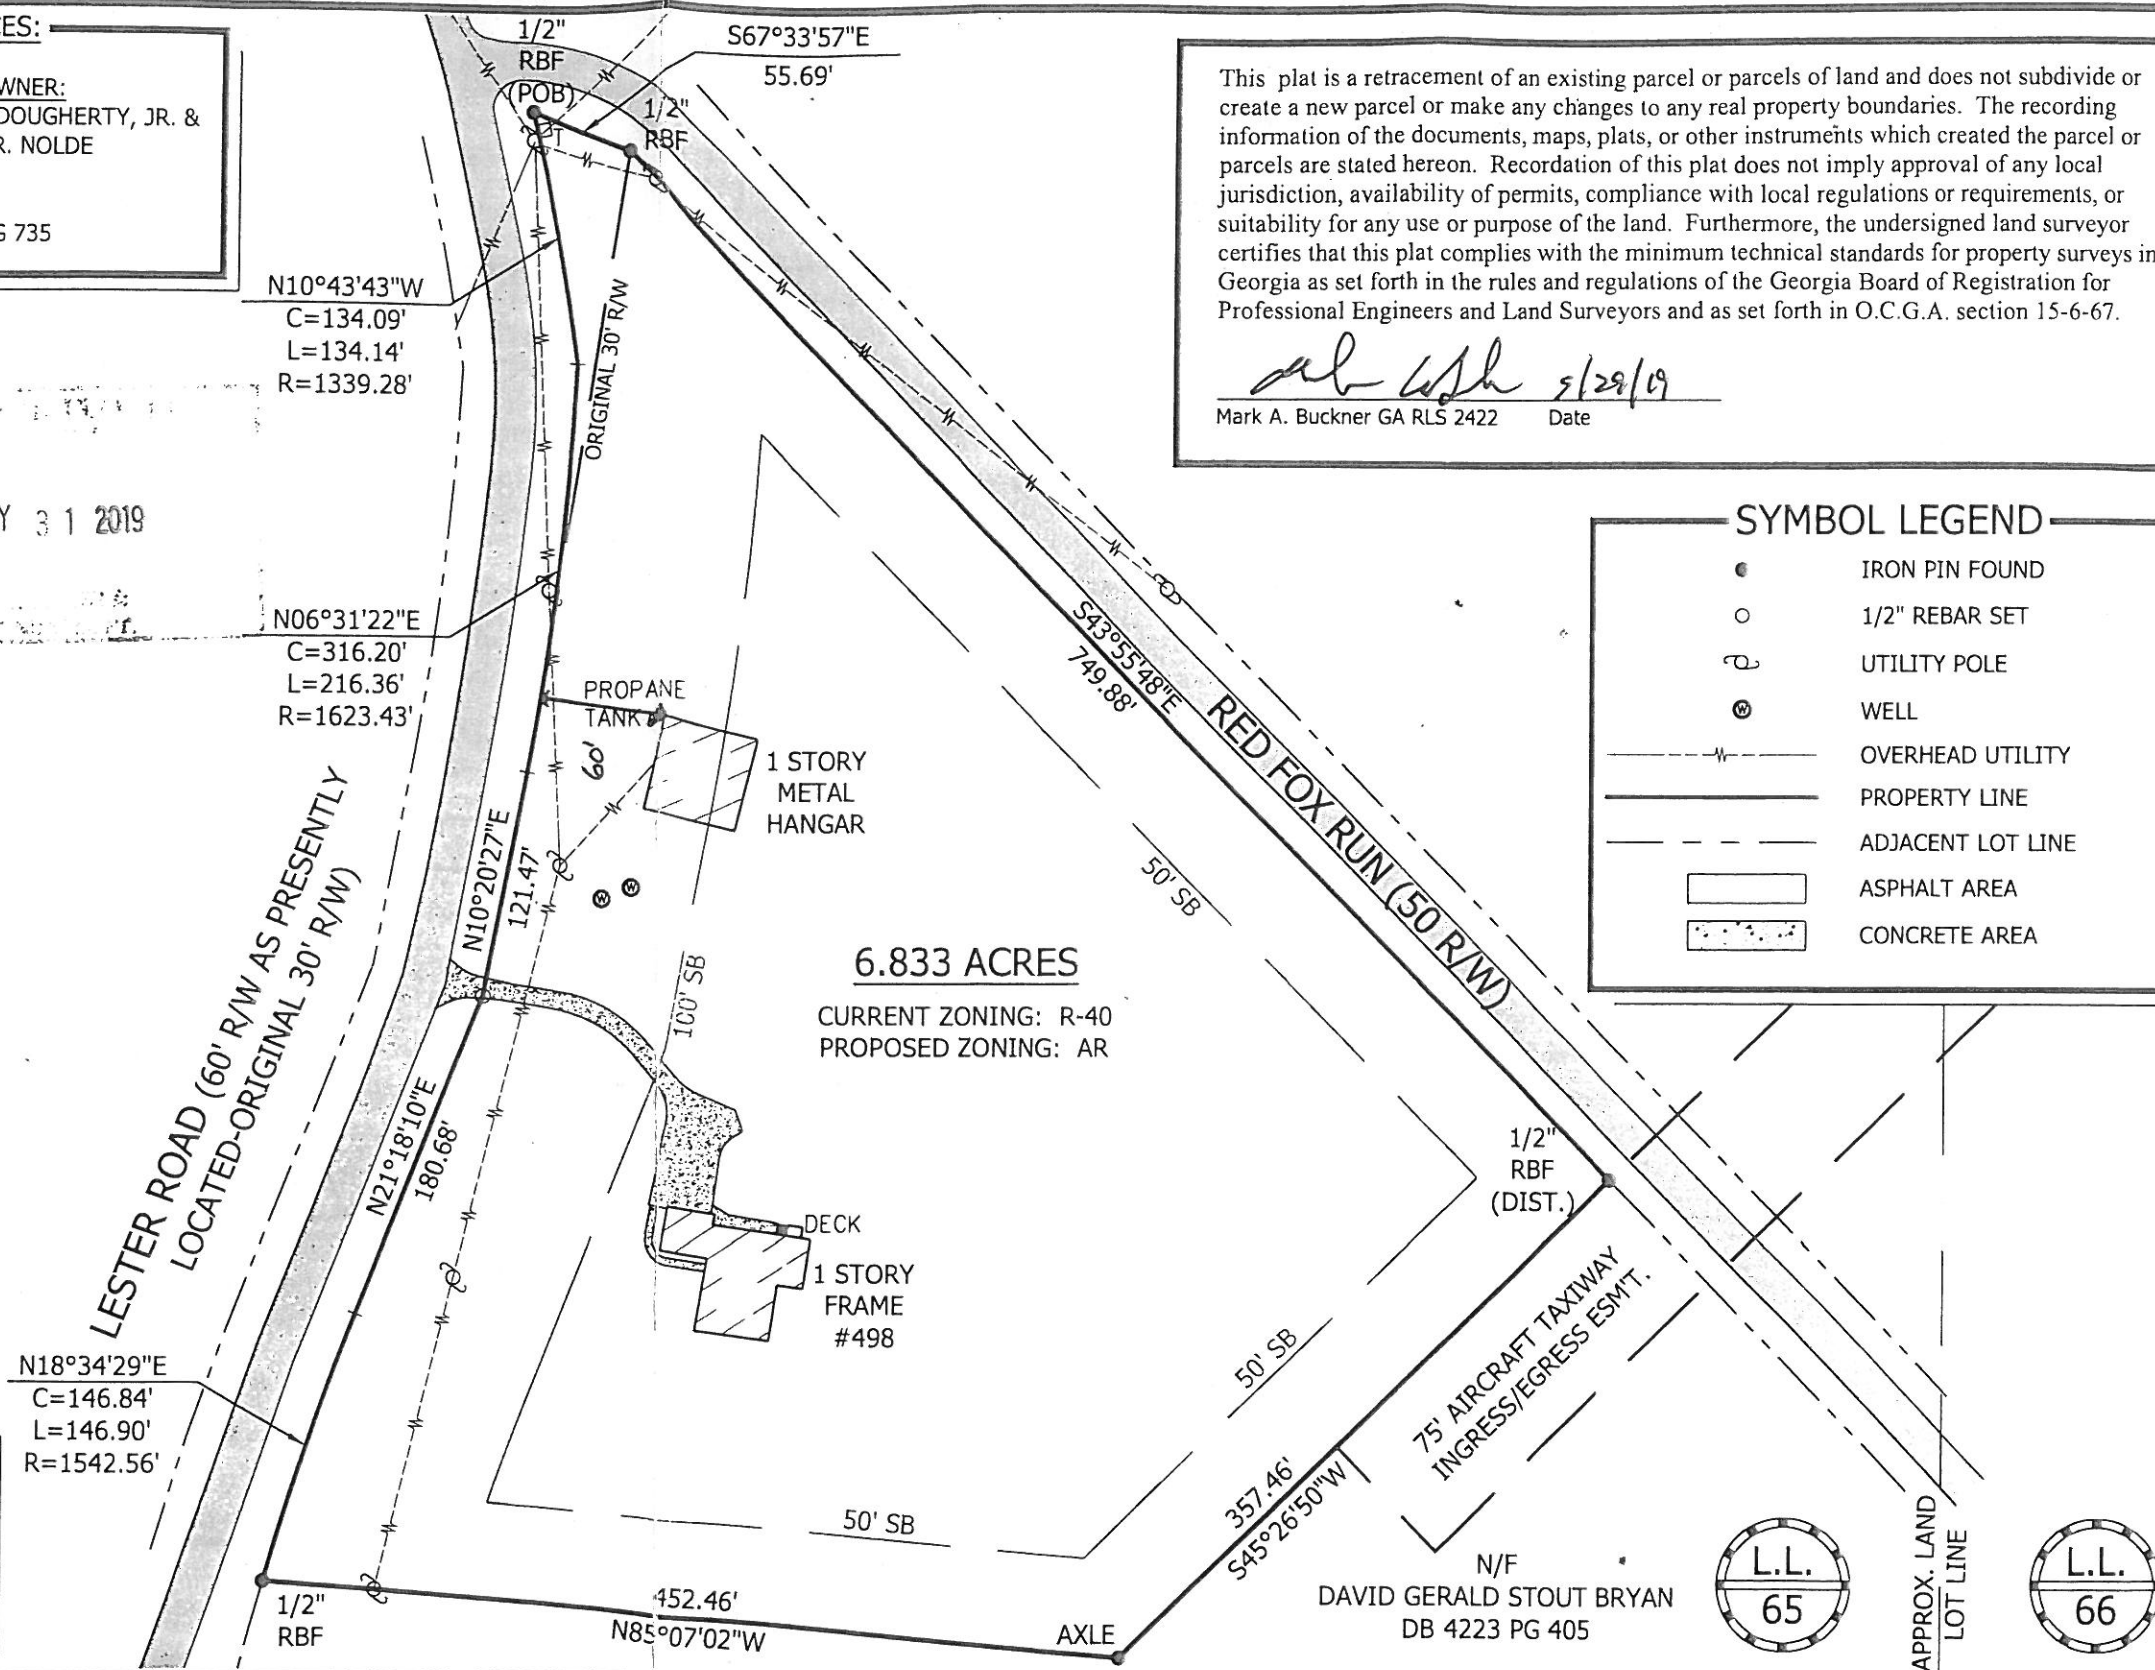 ES:
WNER:
DOUGHERTY, JR. &
R. NOLDE
G 735
Y 3 1 2019
1/2"
RBF
(POB)
S67°33'57"E
55.69'
1/2"
RBF
T
N10°43'43"W
C=134.09'
L=134.14'
R=1339.28'
ORIGINAL 30' R/W
N06°31'22"E
C=316.20'
L=216.36'
R=1623.43'
PROPANE
TANK
60'
1 STORY
METAL
HANGAR
N10°20'27"E
121.47'
LESTER ROAD (60' R/W AS PRESENTLY
LOCATED-ORIGINAL 30' R/W)
6.833 ACRES
CURRENT ZONING: R-40
PROPOSED ZONING: AR
100' SB
50' SB
S43°55'48"E
749.88'
RED FOX RUN (50 R/W)
N21°18'10"E
180.68'
DECK
1 STORY
FRAME
#498
N18°34'29"E
C=146.84'
L=146.90'
R=1542.56'
1/2"
RBF
(DIST.)
50' SB
50' SB
75' AIRCRAFT TAXIWAY
INGRESS/EGRESS ESM'T.
357.46'
S45°26'50"W
1/2"
RBF
452.46'
N85°07'02"W
AXLE
N/F
DAVID GERALD STOUT BRYAN
DB 4223 PG 405
L.L.
65
APPROX. LAND
LOT LINE
L.L.
66
This plat is a retracement of an existing parcel or parcels of land and does not subdivide or
create a new parcel or make any changes to any real property boundaries. The recording
information of the documents, maps, plats, or other instruments which created the parcel or
parcels are stated hereon. Recordation of this plat does not imply approval of any local
jurisdiction, availability of permits, compliance with local regulations or requirements, or
suitability for any use or purpose of the land. Furthermore, the undersigned land surveyor
certifies that this plat complies with the minimum technical standards for property surveys in
Georgia as set forth in the rules and regulations of the Georgia Board of Registration for
Professional Engineers and Land Surveyors and as set forth in O.C.G.A. section 15-6-67.
5/29/19
Mark A. Buckner GA RLS 2422 Date
SYMBOL LEGEND
IRON PIN FOUND
1/2" REBAR SET
UTILITY POLE
W WELL
OVERHEAD UTILITY
PROPERTY LINE
ADJACENT LOT LINE
ASPHALT AREA
CONCRETE AREA